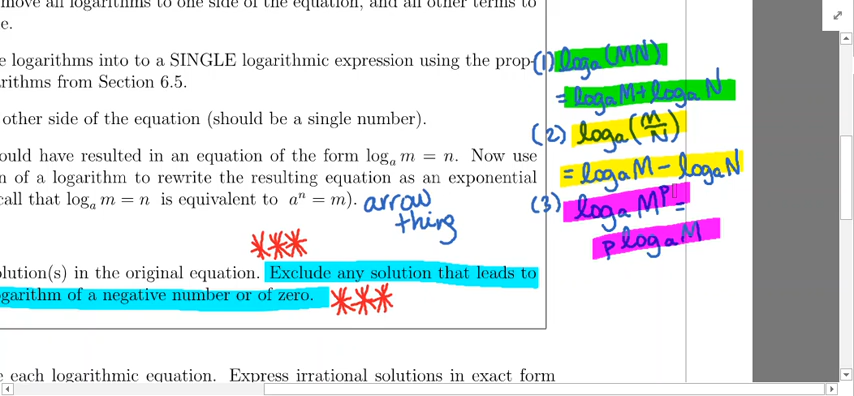 move all logarithms to one side of the equation, and all other terms to
e.
e logarithms into to a SINGLE logarithmic expression using the prop-
arithms from Section 6.5.
other side of the equation (should be a single number).
ould have resulted in an equation of the form logₐ m = n. Now use
n of a logarithm to rewrite the resulting equation as an exponential
call that logₐ m = n is equivalent to aⁿ = m).
arrow
thing
***
olution(s) in the original equation. Exclude any solution that leads to
garithm of a negative number or of zero. ***
(1) logₐ(MN)
= logₐM + logₐN
(2) logₐ(M/N)
= logₐM - logₐN
(3) logₐ Mᵖ =
p logₐM
e each logarithmic equation. Express irrational solutions in exact form